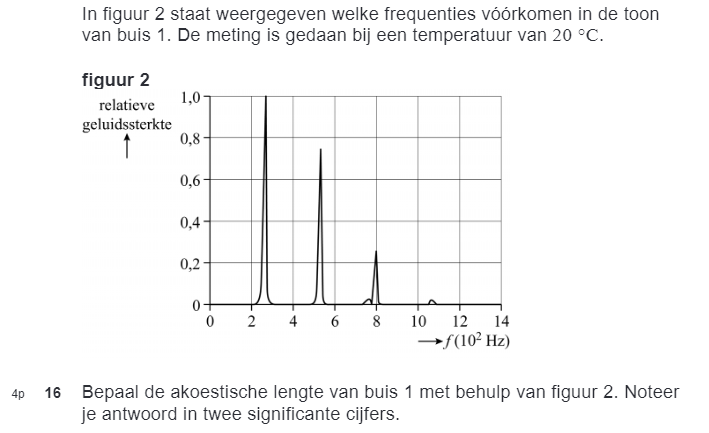 In figuur 2 staat weergegeven welke frequenties vóórkomen in de toon
van buis 1. De meting is gedaan bij een temperatuur van 20 °C.
figuur 2
relatieve
geluidssterkte
1,0
0,8
0,6
0,4
0,2
0
0 2 4 6 8 10 12 14
f(10² Hz)
4p 16 Bepaal de akoestische lengte van buis 1 met behulp van figuur 2. Noteer
je antwoord in twee significante cijfers.